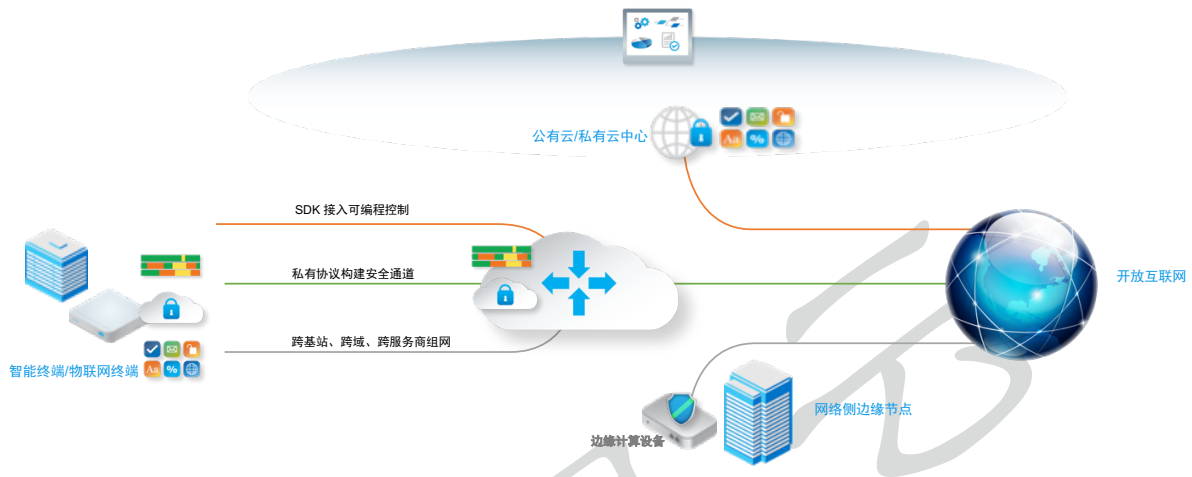 公有云/私有云中心
SDK 接入可编程控制
私有协议构建安全通道
开放互联网
跨基站、跨域、跨服务商组网
智能终端/物联网终端
网络侧边缘节点
边缘计算设备
Aa %
Aa %